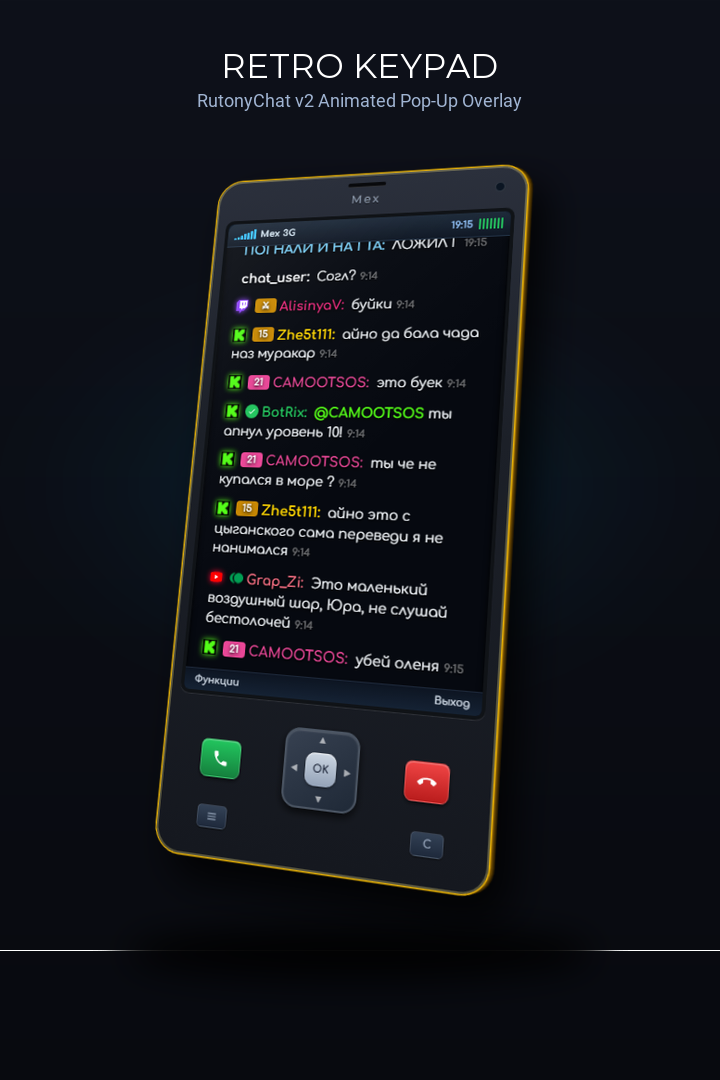 RETRO KEYPAD
RutonyChat v2 Animated Pop-Up Overlay
Mex
Mex 3G 19:15
19:15
chat_user: Согл? 9:14
AlisinyaV: буйки 9:14
15 Zhe5t111: айно да бала чада
наз муракар 9:14
21 CAMOOTSOS: это буек 9:14
BotRix: @CAMOOTSOS ты
апнул уровень 10! 9:14
21 CAMOOTSOS: ты че не
купался в море ? 9:14
15 Zhe5t111: айно это с
цыганского сама переведи я не
нанимался 9:14
Grap_Zi: Это маленький
воздушный шар, Юра, не слушай
бестолочей 9:14
21 CAMOOTSOS: убей оленя 9:15
Функции Выход
OK
C